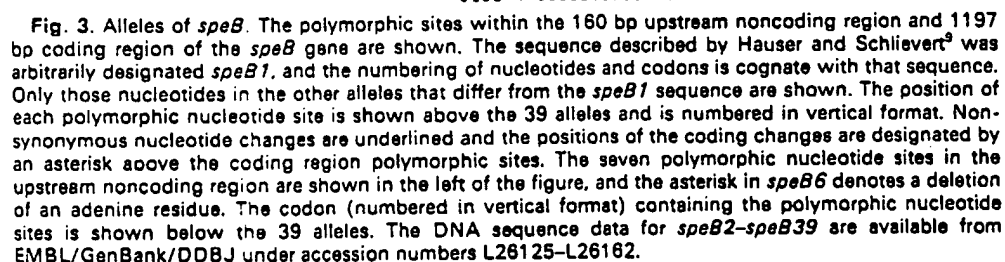 Fig. 3. Alleles of speB. The polymorphic sites within the 160 bp upstream noncoding region and 1197
bp coding region of the speB gene are shown. The sequence described by Hauser and Schlievert⁹ was
arbitrarily designated speB1, and the numbering of nucleotides and codons is cognate with that sequence.
Only those nucleotides in the other alleles that differ from the speB1 sequence are shown. The position of
each polymorphic nucleotide site is shown above the 39 alleles and is numbered in vertical format. Non-
synonymous nucleotide changes are underlined and the positions of the coding changes are designated by
an asterisk above the coding region polymorphic sites. The seven polymorphic nucleotide sites in the
upstream noncoding region are shown in the left of the figure, and the asterisk in speB6 denotes a deletion
of an adenine residue. The codon (numbered in vertical format) containing the polymorphic nucleotide
sites is shown below the 39 alleles. The DNA sequence data for speB2–speB39 are available from
EMBL/GenBank/DDBJ under accession numbers L26125–L26162.